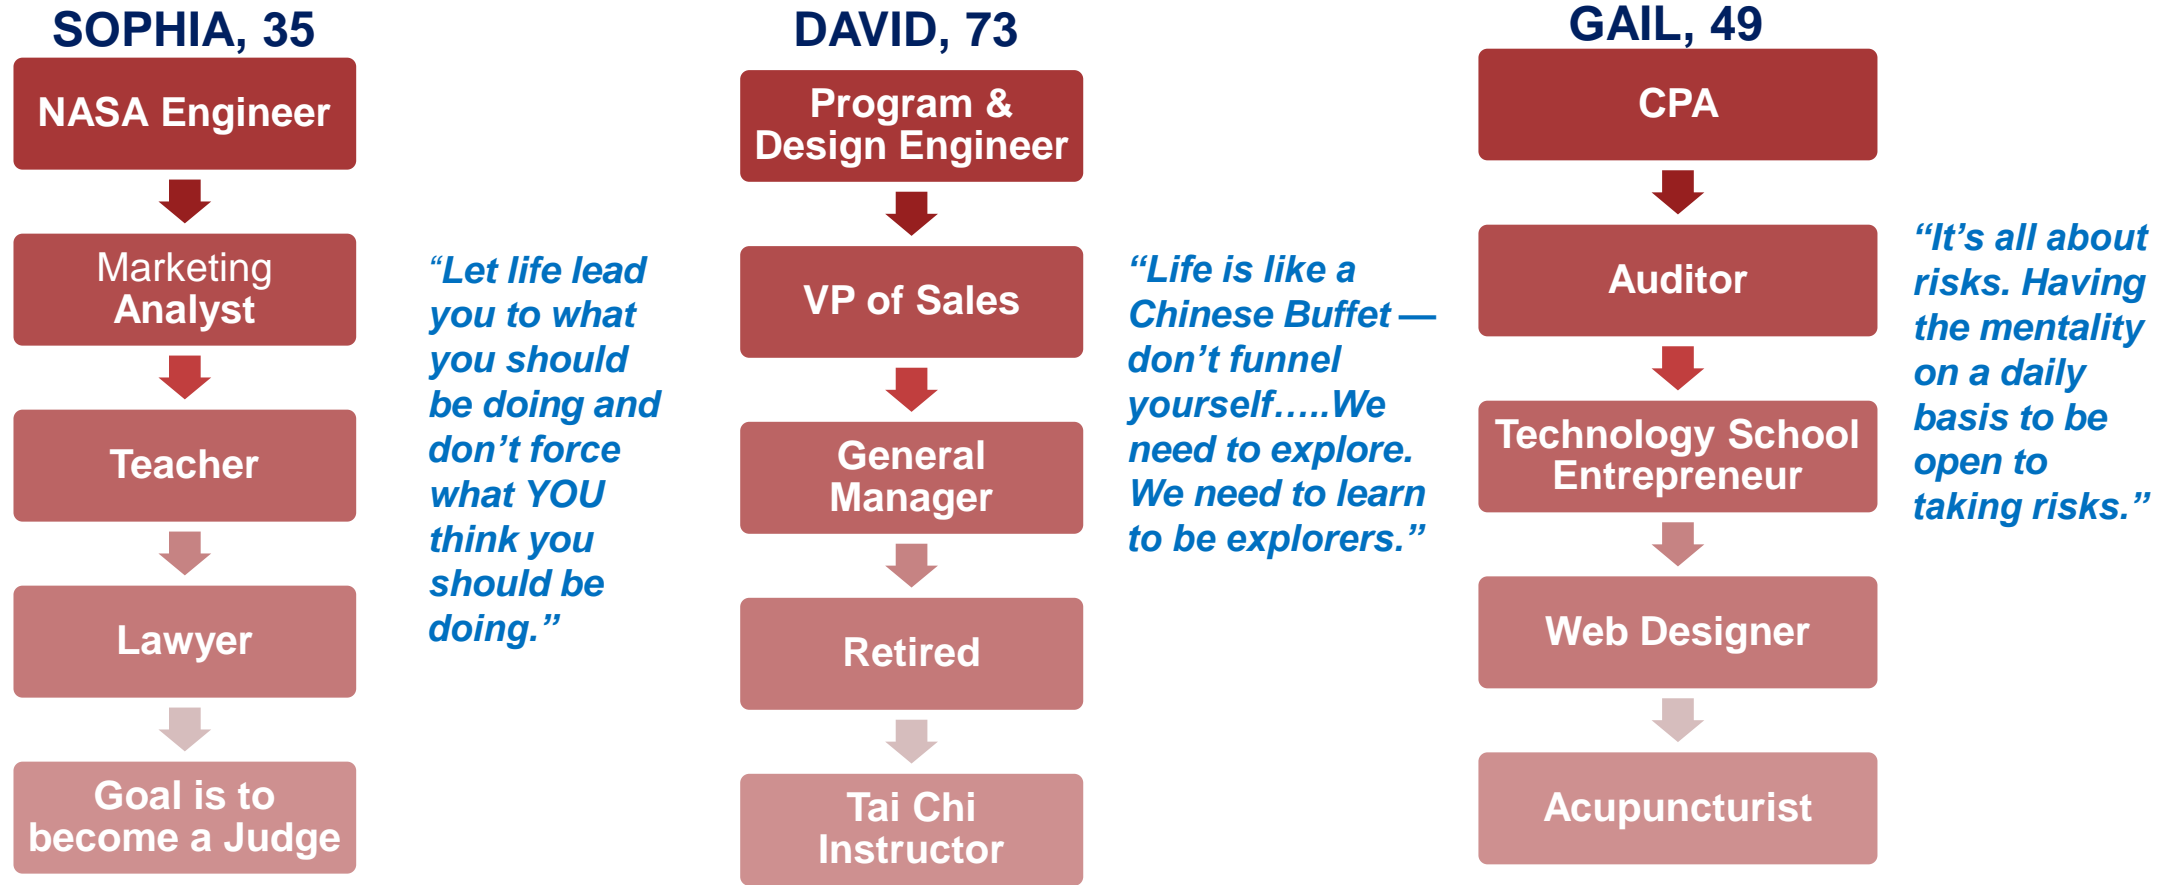 SOPHIA, 35
NASA Engineer
Marketing
Analyst
Teacher
Lawyer
Goal is to
become a Judge
“Let life lead
you to what
you should
be doing and
don’t force
what YOU
think you
should be
doing.”
DAVID, 73
Program &
Design Engineer
VP of Sales
General
Manager
Retired
Tai Chi
Instructor
“Life is like a
Chinese Buffet —
don’t funnel
yourself…..We
need to explore.
We need to learn
to be explorers.”
GAIL, 49
CPA
Auditor
Technology School
Entrepreneur
Web Designer
Acupuncturist
“It’s all about
risks. Having
the mentality
on a daily
basis to be
open to
taking risks.”